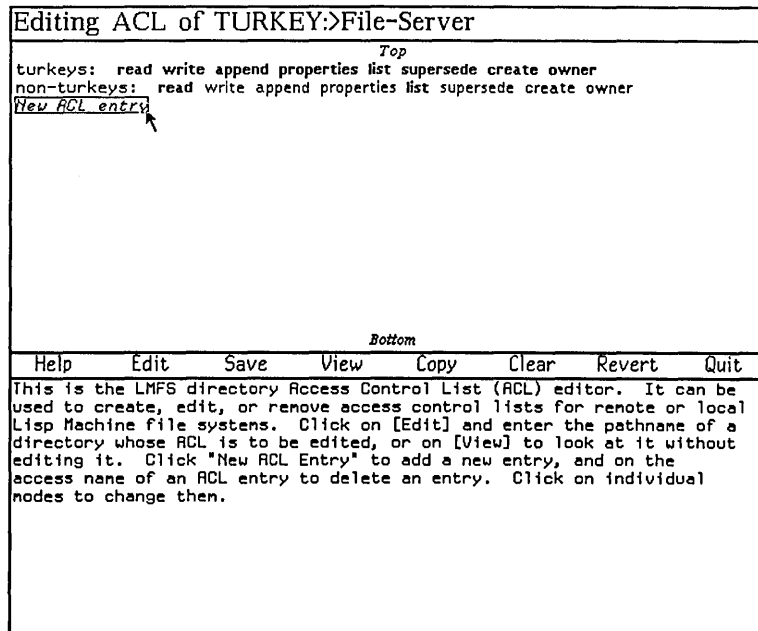 Editing ACL of TURKEY:>File-Server
Top
turkeys: read write append properties list supersede create owner
non-turkeys: read write append properties list supersede create owner
New ACL entry
Bottom
Help Edit Save View Copy Clear Revert Quit
This is the LMFS directory Access Control List (ACL) editor. It can be
used to create, edit, or remove access control lists for remote or local
Lisp Machine file systems. Click on [Edit] and enter the pathname of a
directory whose ACL is to be edited, or on [View] to look at it without
editing it. Click "New ACL Entry" to add a new entry, and on the
access name of an ACL entry to delete an entry. Click on individual
modes to change them.